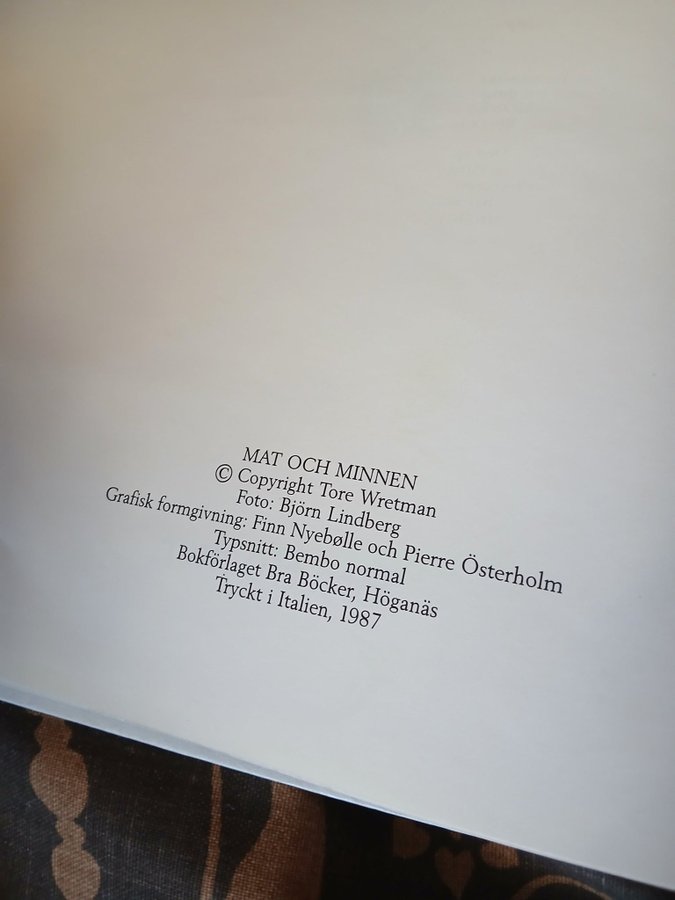 MAT OCH MINNEN
© Copyright Tore Wretman
Foto: Björn Lindberg
Grafisk formgivning: Finn Nyebølle och Pierre Österholm
Typsnitt: Bembo normal
Bokförlaget Bra Böcker, Höganäs
Tryckt i Italien, 1987